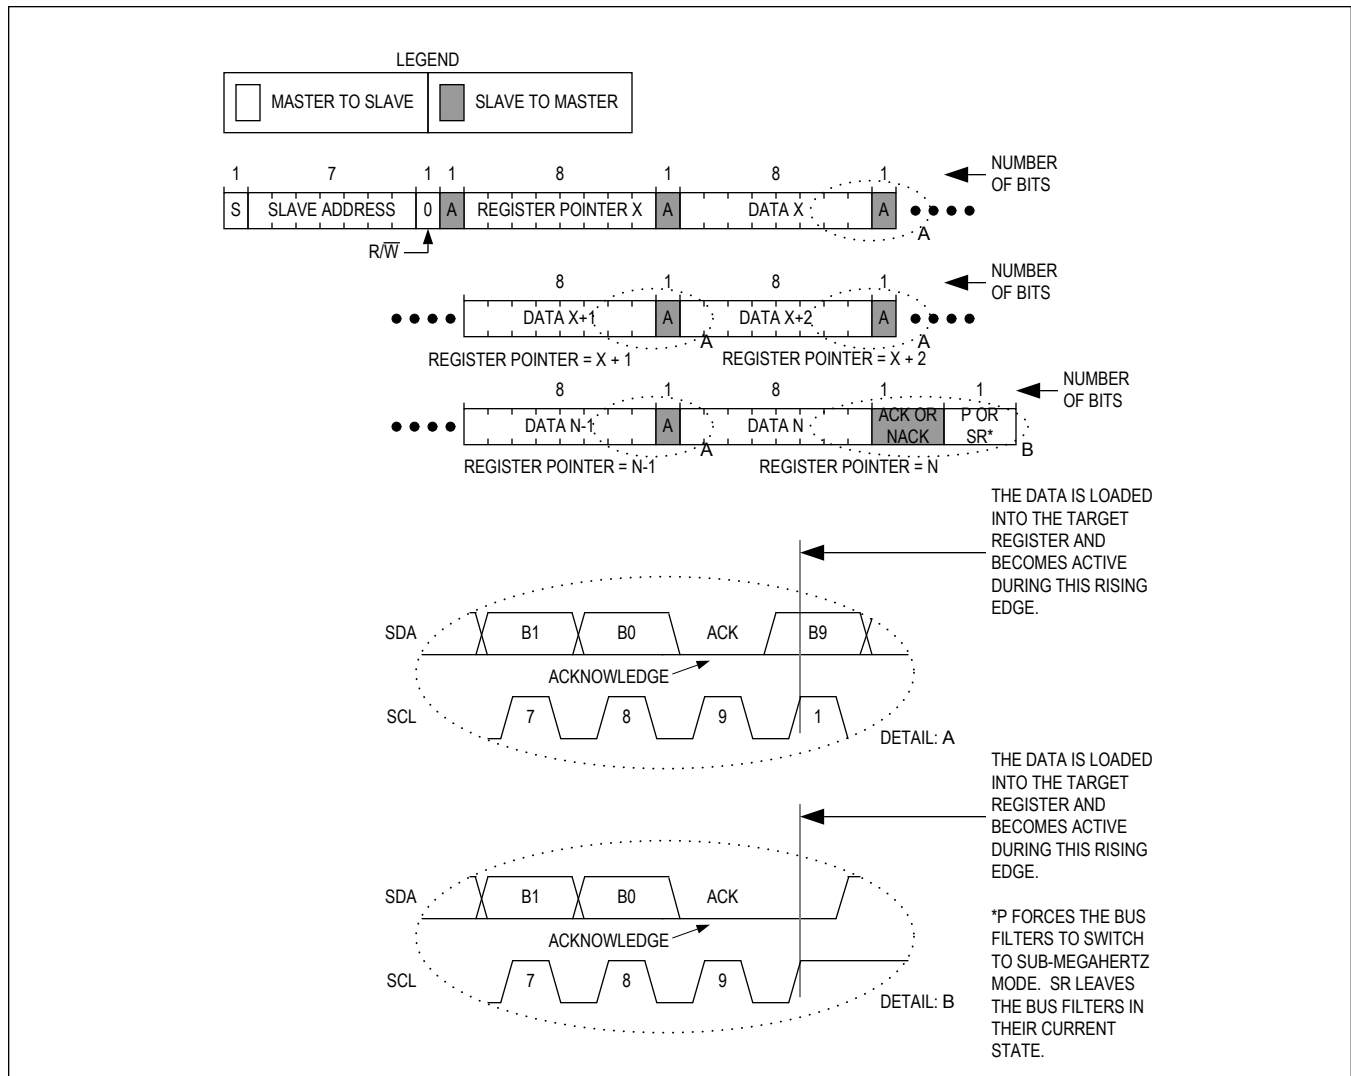 LEGEND
MASTER TO SLAVE
SLAVE TO MASTER
1 7 1 1 8 1 8 1
NUMBER
OF BITS
S SLAVE ADDRESS 0 A REGISTER POINTER X A DATA X A
A
R/W̅
8 1 8 1
NUMBER
OF BITS
DATA X+1 A DATA X+2 A
A A
REGISTER POINTER = X + 1 REGISTER POINTER = X + 2
8 1 8 1 1
NUMBER
OF BITS
DATA N-1 A DATA N ACK OR P OR
NACK SR*
A B
REGISTER POINTER = N-1 REGISTER POINTER = N
THE DATA IS LOADED
INTO THE TARGET
REGISTER AND
BECOMES ACTIVE
DURING THIS RISING
EDGE.
SDA B1 B0 ACK B9
ACKNOWLEDGE
SCL 7 8 9 1
DETAIL: A
THE DATA IS LOADED
INTO THE TARGET
REGISTER AND
BECOMES ACTIVE
DURING THIS RISING
EDGE.
SDA B1 B0 ACK
ACKNOWLEDGE
SCL 7 8 9
DETAIL: B
*P FORCES THE BUS
FILTERS TO SWITCH
TO SUB-MEGAHERTZ
MODE. SR LEAVES
THE BUS FILTERS IN
THEIR CURRENT
STATE.